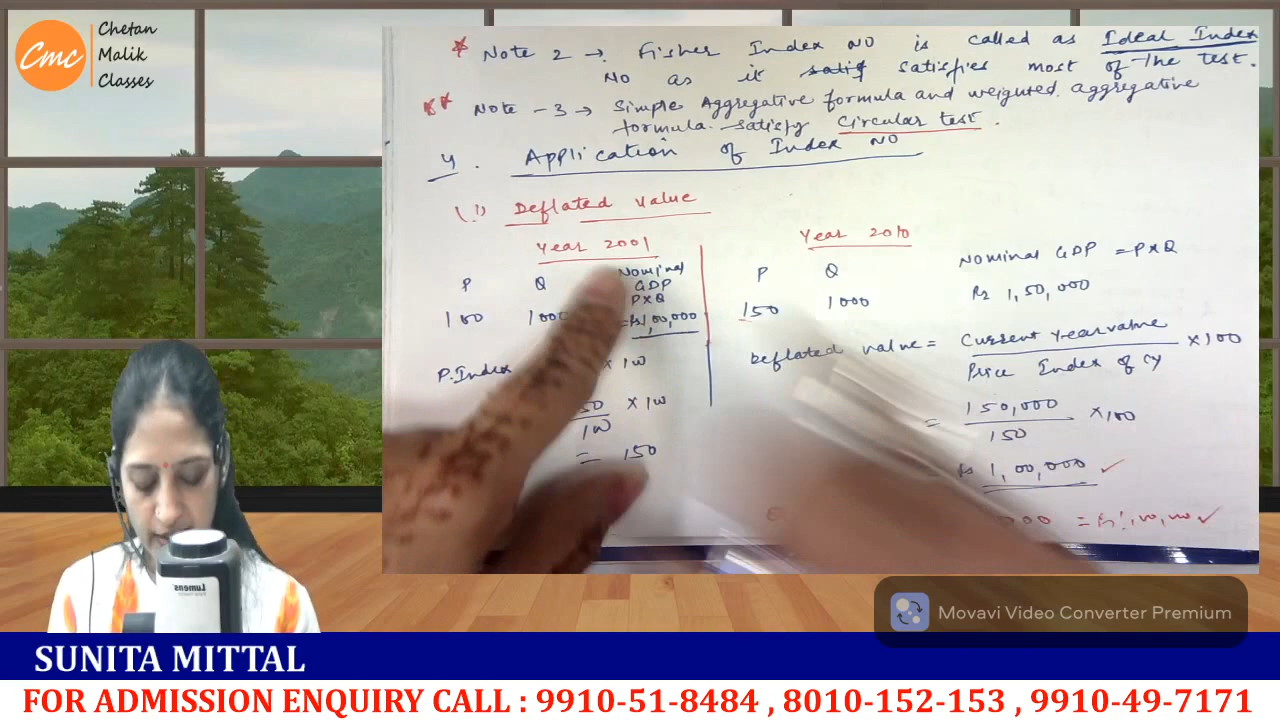 Chetan
Malik
Classes
CMC
* Note 2 → Fisher Index NO is called as Ideal Index
NO as it satisfies most of the test.
** Note -3 → Simple Aggregative formula and weighted aggregative
formula satisfy circular test.
4. Application of Index NO
(i) Deflated value
Year 2001
Year 2010
P Q Nominal
GDP
P×Q
P Q
Nominal GDP = P×Q
100 1000 = Rs 1,00,000
150 1000
Rs 1,50,000
P. Index × 100
Deflated value = Current year value
Price Index of CY
×100
× 100
= 150
= 150,000
150
×100
Rs 1,00,000 ✓
Lumens
Movavi Video Converter Premium
SUNITA MITTAL
FOR ADMISSION ENQUIRY CALL : 9910-51-8484 , 8010-152-153 , 9910-49-7171